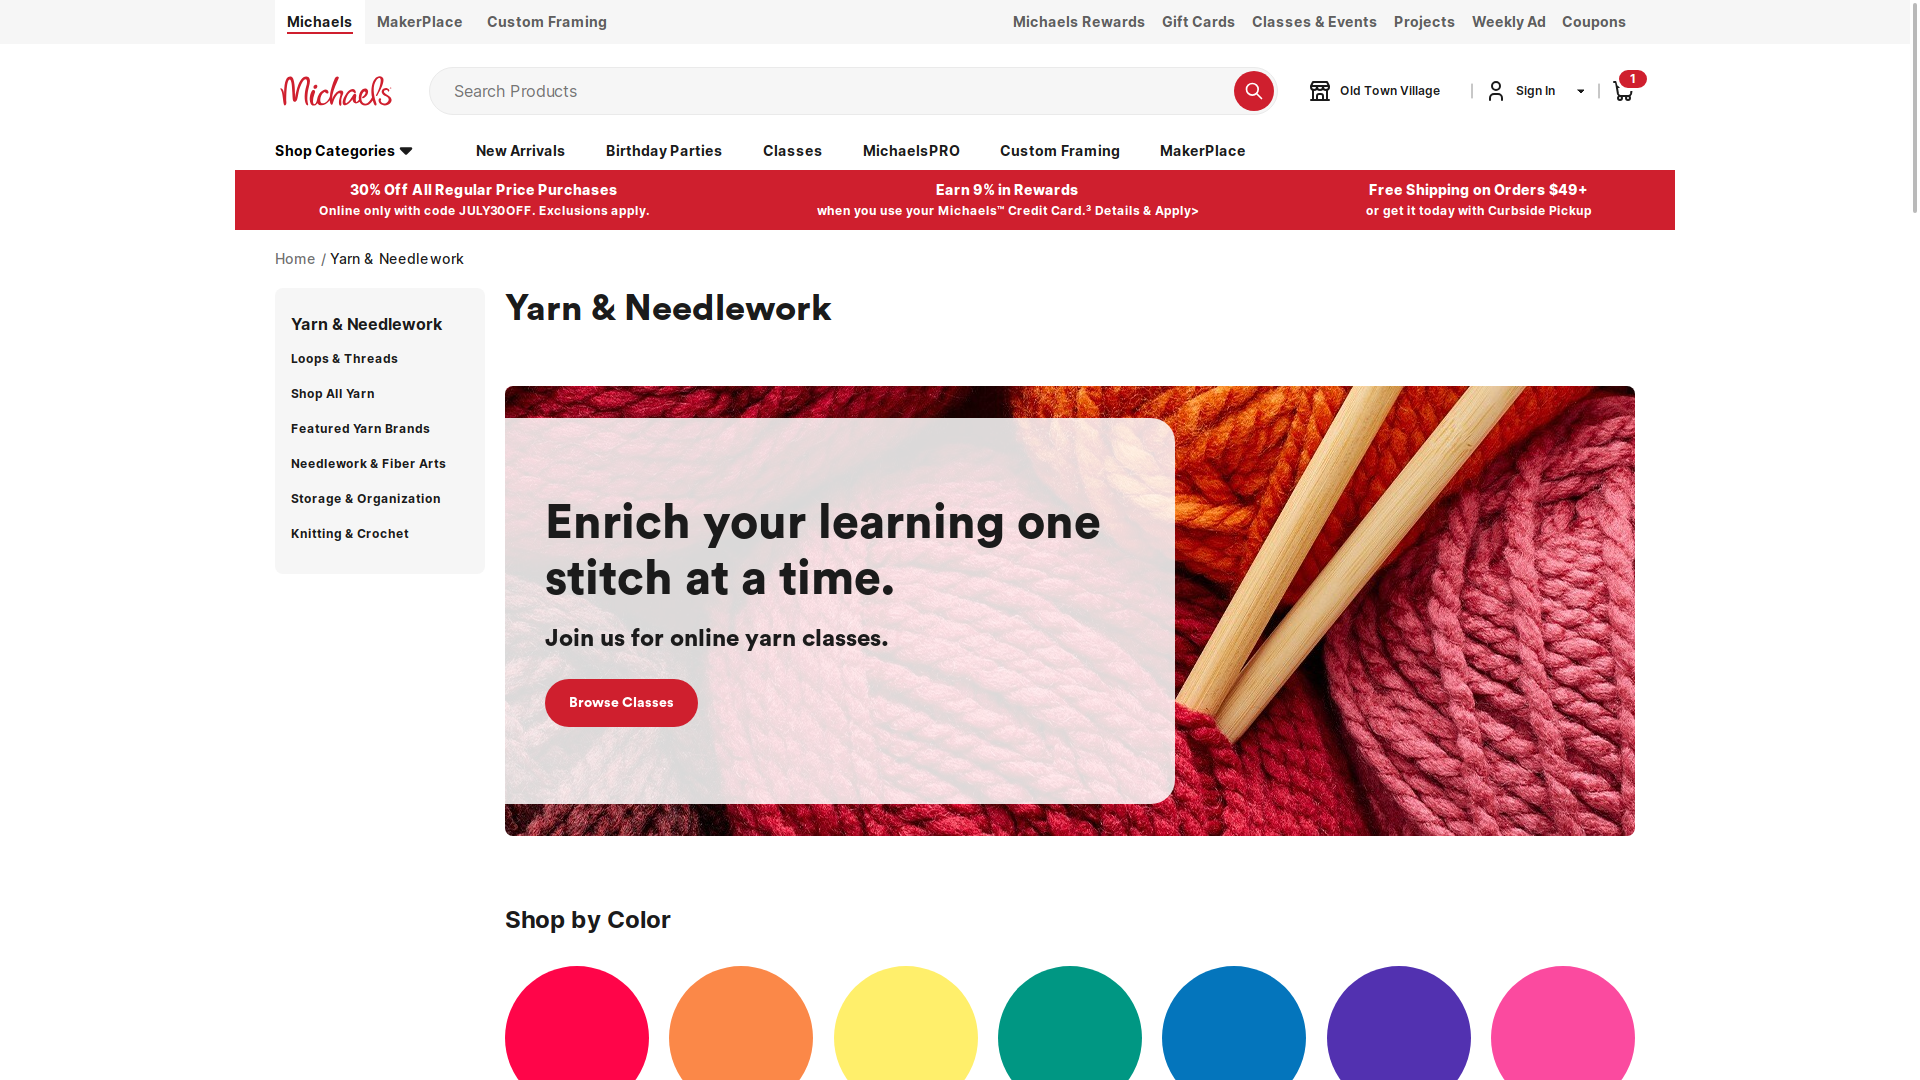 Michaels
MakerPlace
Custom Framing
Michaels Rewards
Gift Cards
Classes & Events
Projects
Weekly Ad
Coupons
Michaels
Search Products
Old Town Village
Sign In
1
Shop Categories
New Arrivals
Birthday Parties
Classes
MichaelsPRO
Custom Framing
MakerPlace
30% Off All Regular Price Purchases
Online only with code JULY30OFF. Exclusions apply.
Earn 9% in Rewards
when you use your Michaels™ Credit Card.³ Details & Apply>
Free Shipping on Orders $49+
or get it today with Curbside Pickup
Home / Yarn & Needlework
Yarn & Needlework
Loops & Threads
Shop All Yarn
Featured Yarn Brands
Needlework & Fiber Arts
Storage & Organization
Knitting & Crochet
Yarn & Needlework
Enrich your learning one
stitch at a time.
Join us for online yarn classes.
Browse Classes
Shop by Color